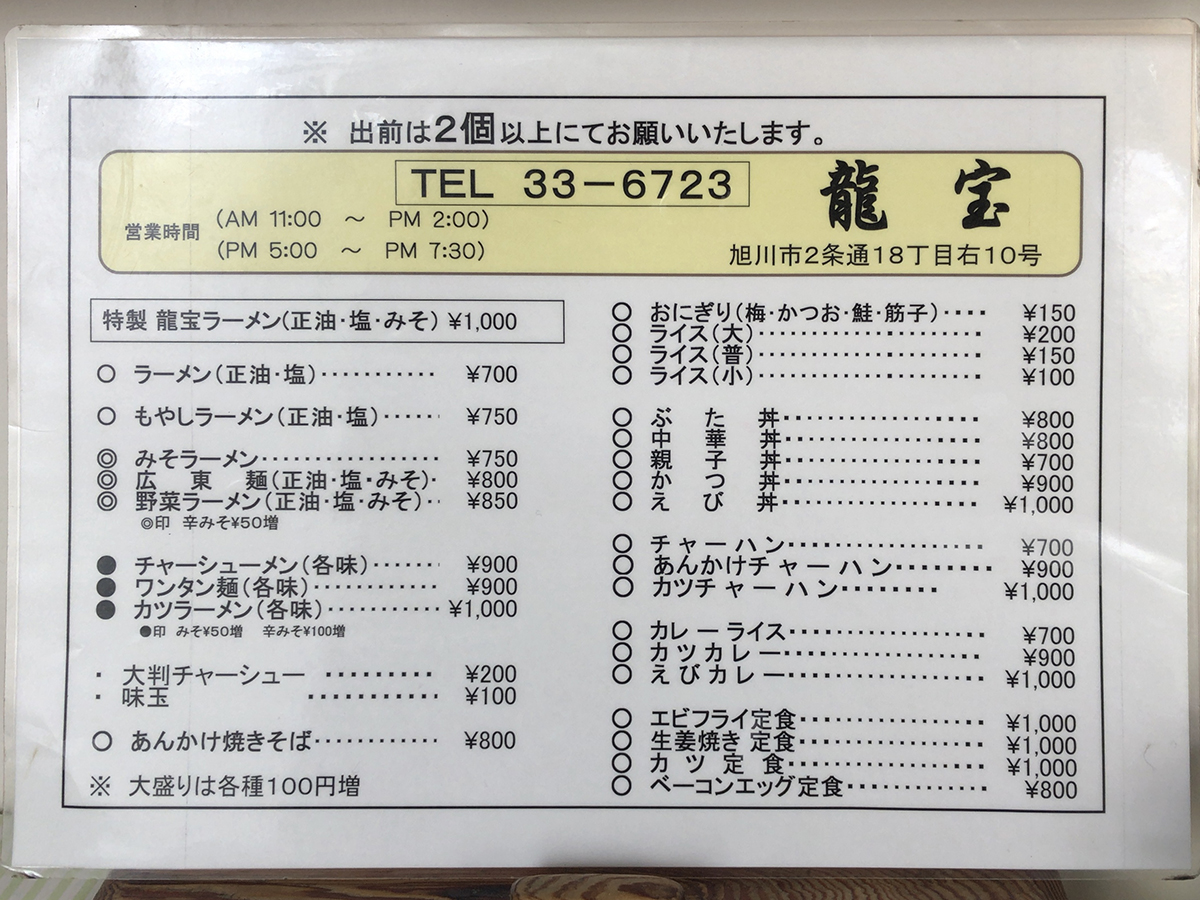 ※ 出前は2個以上にてお願いいたします。
TEL 33－6723
龍宝
営業時間
(AM 11:00 ～ PM 2:00)
(PM 5:00 ～ PM 7:30)
旭川市2条通18丁目右10号
特製 龍宝ラーメン(正油・塩・みそ) ¥1,000
○ ラーメン(正油・塩)・・・・・・・・・・・ ¥700
○ もやしラーメン(正油・塩)・・・・・・ ¥750
◎ みそラーメン・・・・・・・・・・・・・・・・・ ¥750
◎ 広東麺(正油・塩・みそ)・ ¥800
◎ 野菜ラーメン(正油・塩・みそ)・ ¥850
◎印 辛みそ¥50増
● チャーシューメン(各味)・・・・・・・ ¥900
● ワンタン麺(各味)・・・・・・・・・・・・ ¥900
● カツラーメン(各味)・・・・・・・・・・・ ¥1,000
●印 みそ¥50増 辛みそ¥100増
・ 大判チャーシュー ・・・・・・・・・ ¥200
・ 味玉 ・・・・・・・・・・・ ¥100
○ あんかけ焼きそば・・・・・・・・・・・・ ¥800
※ 大盛りは各種100円増
○ おにぎり(梅・かつお・鮭・筋子)・・・・ ¥150
○ ライス(大)・・・・・・・・・・・・・・・・・・・ ¥200
○ ライス(普)・・・・・・・・・・・・・・・・・・・ ¥150
○ ライス(小)・・・・・・・・・・・・・・・・・・・ ¥100
○ ぶた丼・・・・・・・・・・・・・・・・・ ¥800
○ 中華丼・・・・・・・・・・・・・・・・・ ¥800
○ 親子丼・・・・・・・・・・・・・・・・・ ¥700
○ かつ丼・・・・・・・・・・・・・・・・・ ¥900
○ えび丼・・・・・・・・・・・・・・・・・ ¥1,000
○ チャーハン・・・・・・・・・・・・・・・・・ ¥700
○ あんかけチャーハン・・・・・・・・ ¥900
○ カツチャーハン・・・・・・・・ ¥1,000
○ カレーライス・・・・・・・・・・・・・・・・・ ¥700
○ カツカレー・・・・・・・・・・・・・・・・・ ¥900
○ えびカレー・・・・・・・・・・・・・・・・・ ¥1,000
○ エビフライ定食・・・・・・・・・・・・・・・・ ¥1,000
○ 生姜焼き定食・・・・・・・・・・・・・・・・ ¥1,000
○ カツ定食・・・・・・・・・・・・・・・・・ ¥1,000
○ ベーコンエッグ定食・・・・・・・・・・・・ ¥800